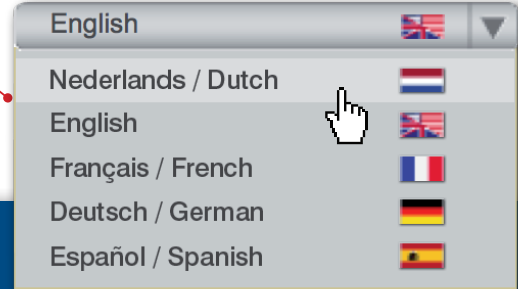 English
Nederlands / Dutch
English
Français / French
Deutsch / German
Español / Spanish